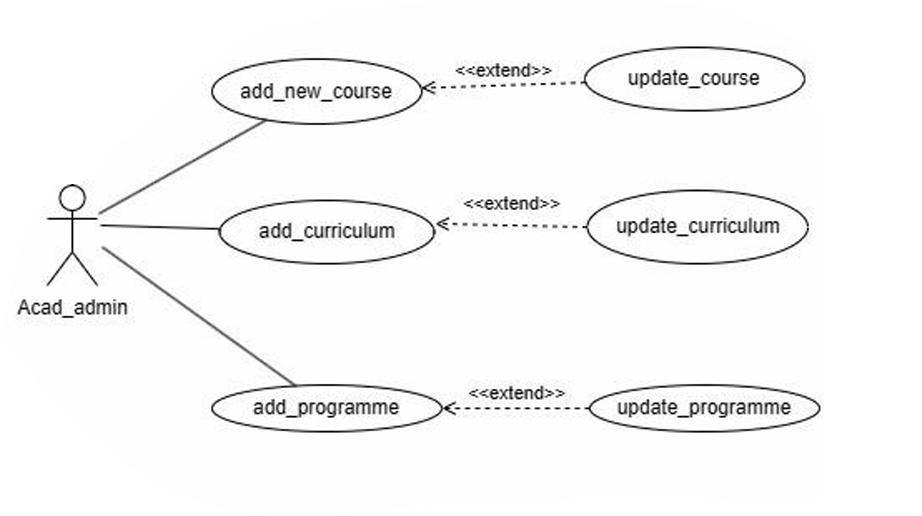 add_new_course
<<extend>>
update_course
add_curriculum
<<extend>>
update_curriculum
Acad_admin
add_programme
<<extend>>
update_programme